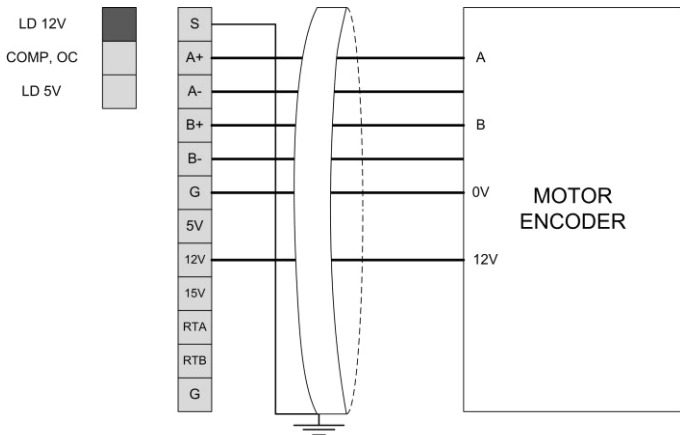 LD 12V
COMP, OC
LD 5V
S
A+
A-
B+
B-
G
5V
12V
15V
RTA
RTB
G
A
B
0V
12V
MOTOR
ENCODER